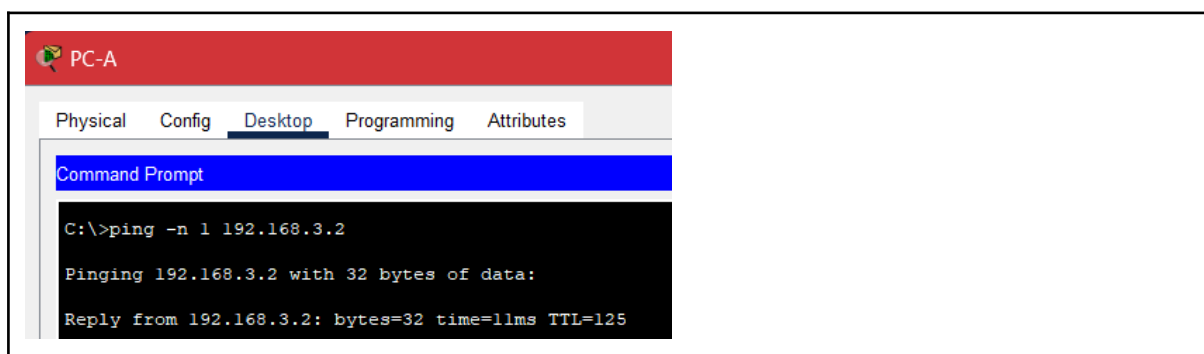 PC-A
Physical Config Desktop Programming Attributes
Command Prompt
C:\>ping -n 1 192.168.3.2
Pinging 192.168.3.2 with 32 bytes of data:
Reply from 192.168.3.2: bytes=32 time=11ms TTL=125